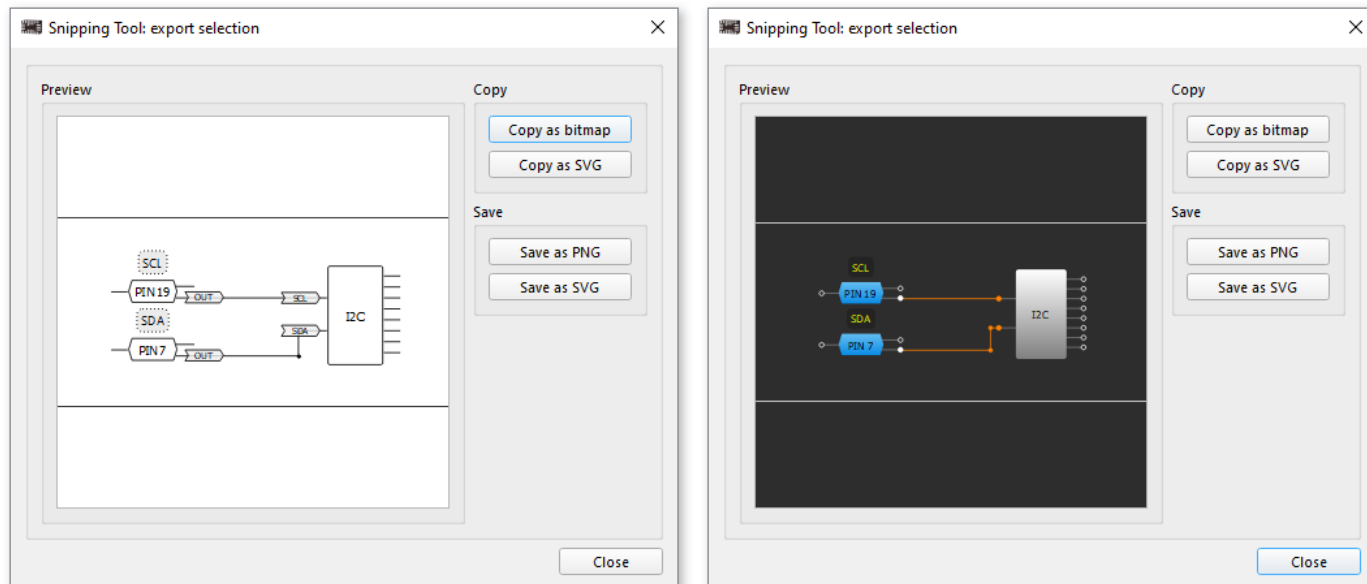 Snipping Tool: export selection
Preview
Copy
Copy as bitmap
Copy as SVG
Save
Save as PNG
Save as SVG
SCL
PIN 19
OUT
SCL
SDA
SDA
I2C
PIN 7
OUT
Close
Snipping Tool: export selection
Preview
Copy
Copy as bitmap
Copy as SVG
Save
Save as PNG
Save as SVG
SCL
PIN 19
SDA
I2C
PIN 7
Close